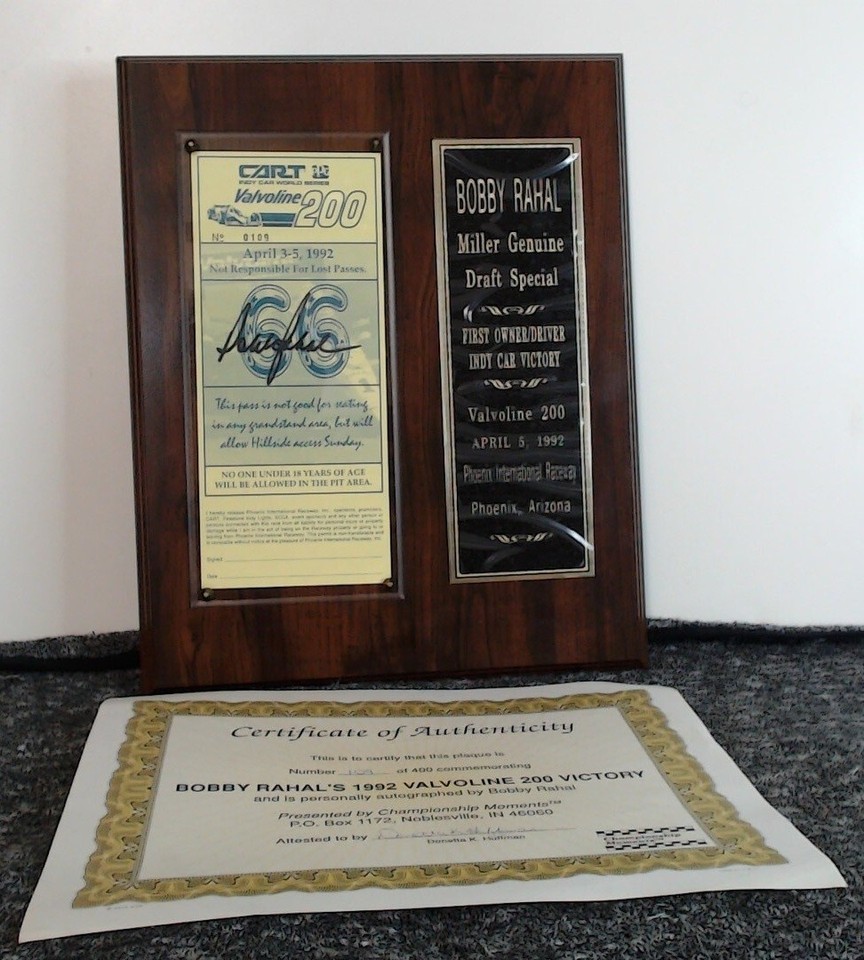 CART
INDY CAR WORLD SERIES
Valvoline 200
No 0109
April 3-5, 1992
Not Responsible For Lost Passes.
66
This pass is not good for seating
in any grandstand area, but will
allow Hillside access Sunday.
NO ONE UNDER 18 YEARS OF AGE
WILL BE ALLOWED IN THE PIT AREA.
Signed
Date
BOBBY RAHAL
Miller Genuine
Draft Special
FIRST OWNER/DRIVER
INDY CAR VICTORY
Valvoline 200
APRIL 5, 1992
Phoenix International Raceway
Phoenix, Arizona
Certificate of Authenticity
This is to certify that this plaque is
Number of 400 commemorating
BOBBY RAHAL'S 1992 VALVOLINE 200 VICTORY
and is personally autographed by Bobby Rahal
Presented by Championship Moments™
P.O. Box 1172, Noblesville, IN 46060
Attested to by
Donetta K. Huffman
Championship
Moments